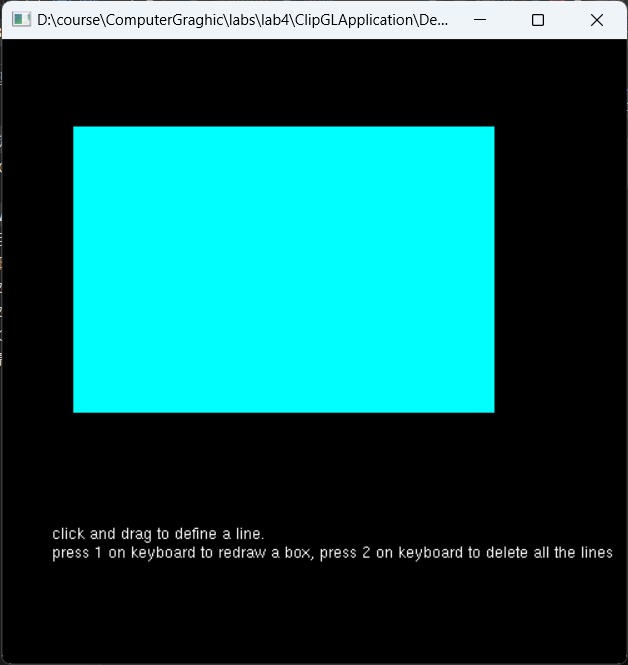 D:\course\ComputerGraghic\labs\lab4\ClipGLApplication\De...
click and drag to define a line.
press 1 on keyboard to redraw a box, press 2 on keyboard to delete all the lines